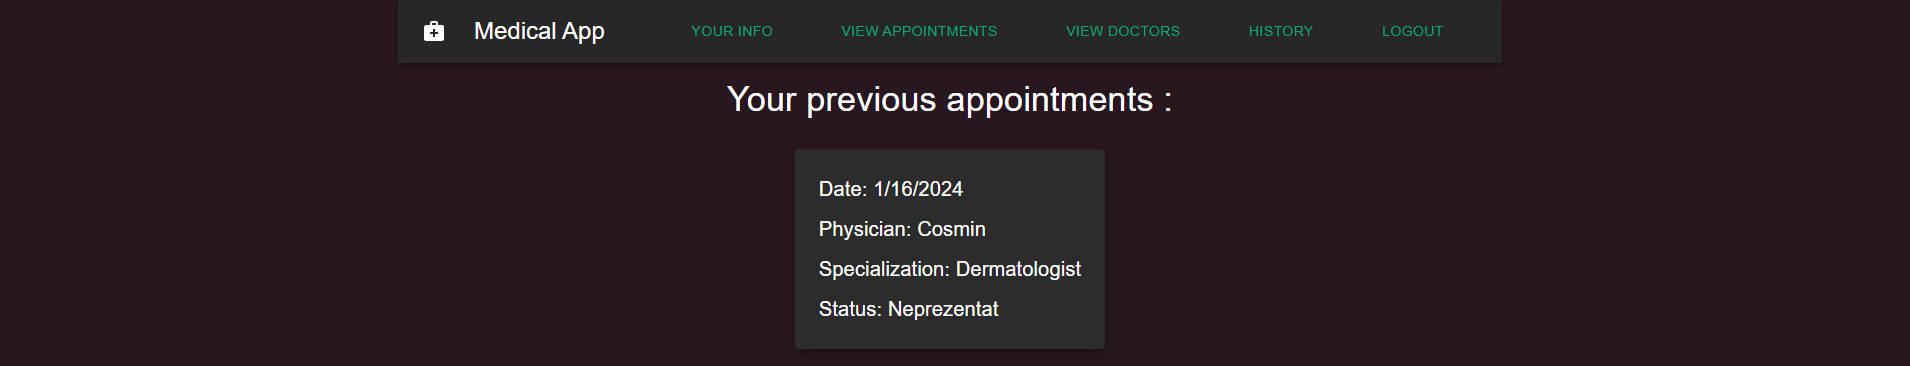 Medical App YOUR INFO VIEW APPOINTMENTS VIEW DOCTORS HISTORY LOGOUT
Your previous appointments :
Date: 1/16/2024
Physician: Cosmin
Specialization: Dermatologist
Status: Neprezentat